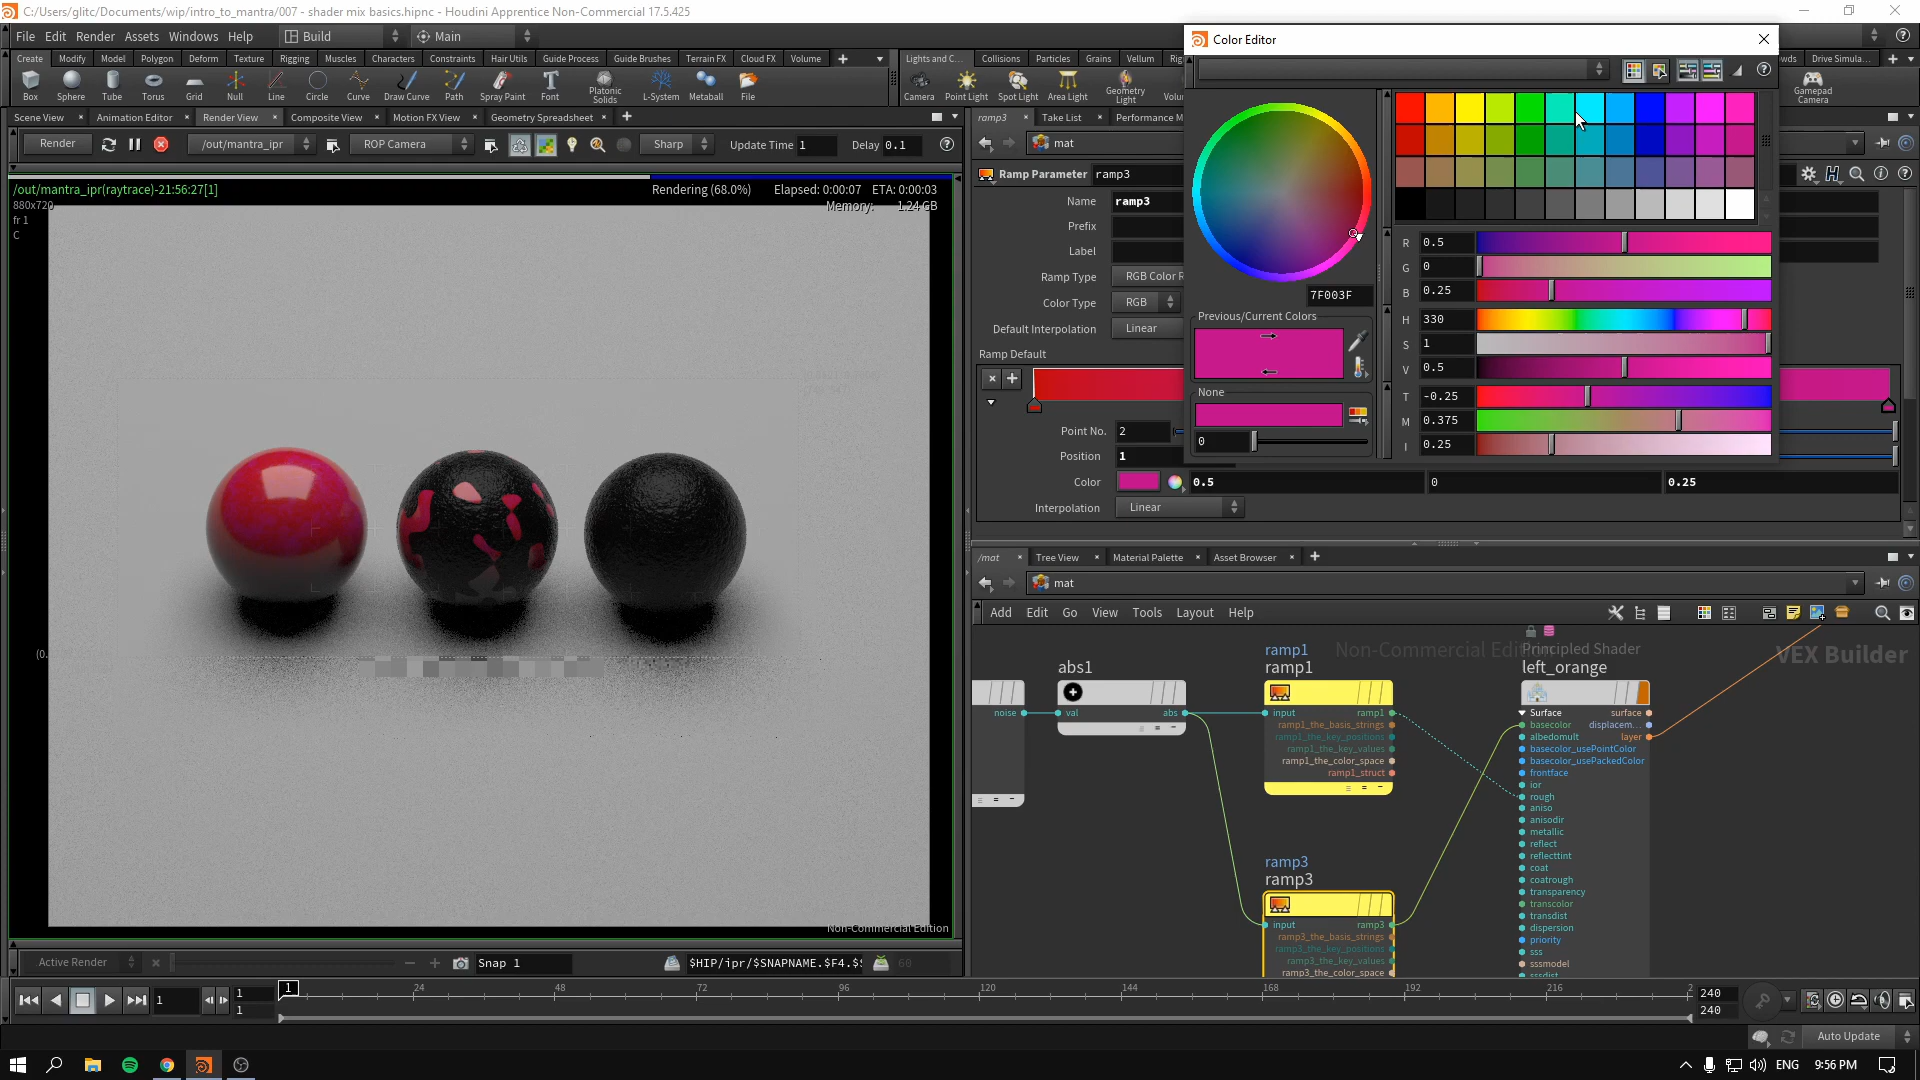 C:/Users/glitc/Documents/wip/intro_to_mantra/007 - shader mix basics.hipnc - Houdini Apprentice Non-Commercial 17.5.425
File Edit Render Assets Windows Help Build Main
Create Modify Model Polygon Deform Texture Rigging Muscles Characters Constraints Hair Utils Guide Process Guide Brushes Terrain FX Cloud FX Volume
Box Sphere Tube Torus Grid Null Line Circle Curve Draw Curve Path Spray Paint Font Platonic Solids L-System Metaball File
Lights and C... Collisions Particles Grains Vellum
Camera Point Light Spot Light Area Light Geometry Light
Drive Simula...
Gamepad Camera
Scene View Animation Editor Render View Composite View Motion FX View Geometry Spreadsheet
Render /out/mantra_ipr ROP Camera Sharp Update Time 1 Delay 0.1
/out/mantra_ipr(raytrace)-21:56:27[1]
Rendering (68.0%) Elapsed: 0:00:07 ETA: 0:00:03
Memory: 1.24 GB
880x720
fr 1
C
(0.
Non-Commercial Edition
Active Render Snap 1 $HIP/ipr/$SNAPNAME.$F4.$S 60
ramp3 Take List Performance M
mat
Ramp Parameter ramp3
Name ramp3
Prefix
Label
Ramp Type RGB Color R
Color Type RGB
Default Interpolation Linear
Ramp Default
Point No. 2
Position 1
Color 0.5 0 0.25
Interpolation Linear
Color Editor
7F003F
Previous/Current Colors
None
0
R 0.5
G 0
B 0.25
H 330
S 1
V 0.5
T -0.25
M 0.375
I 0.25
/mat Tree View Material Palette Asset Browser
mat
Add Edit Go View Tools Layout Help
Non-Commercial Edition
VEX Builder
noise
abs1
val abs
ramp1
ramp1
input ramp1
ramp1_the_basis_strings
ramp1_the_key_positions
ramp1_the_key_values
ramp1_the_color_space
ramp1_struct
ramp3
ramp3
input ramp3
ramp3_the_basis_strings
ramp3_the_key_positions
ramp3_the_key_values
ramp3_the_color_space
Principled Shader
left_orange
Surface surface
basecolor displacem...
albedomult layer
basecolor_usePointColor
basecolor_usePackedColor
frontface
ior
rough
aniso
anisodir
metallic
reflect
reflecttint
coat
coatrough
transparency
transcolor
transdist
dispersion
priority
sss
sssmodel
sssdist
1 1 1 1 24 48 72 96 120 144 168 192 216 2 240
240
Auto Update
ENG 9:56 PM